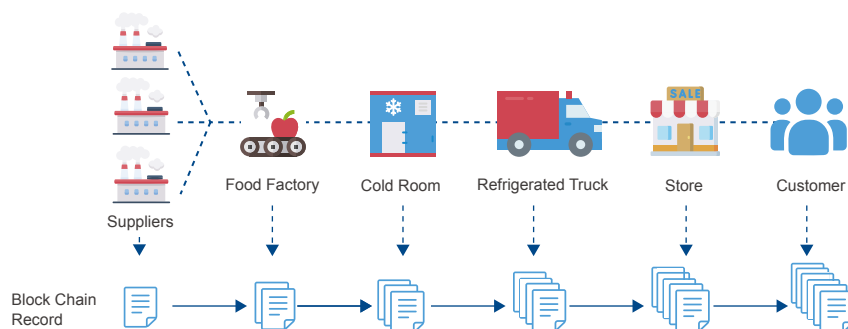 SALE
Suppliers
Food Factory
Cold Room
Refrigerated Truck
Store
Customer
Block Chain
Record